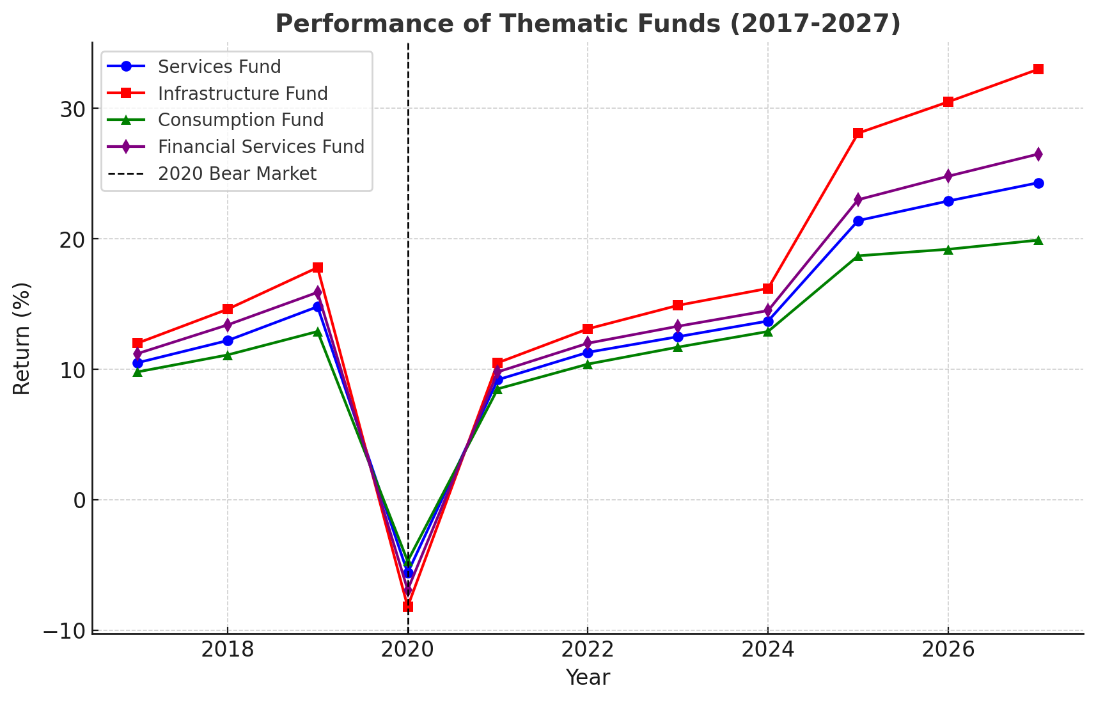 Performance of Thematic Funds (2017-2027)
Services Fund
Infrastructure Fund
Consumption Fund
Financial Services Fund
2020 Bear Market
Return (%)
30
20
10
0
−10
2018 2020 2022 2024 2026
Year